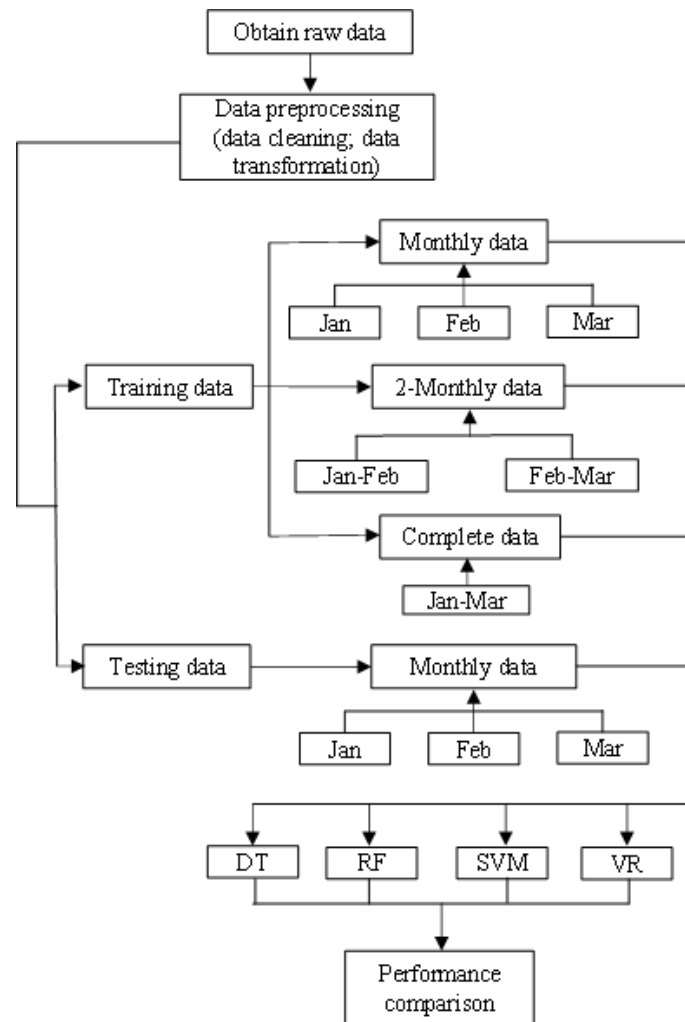 Obtain raw data
Data preprocessing
(data cleaning; data
transformation)
Monthly data
Jan
Feb
Mar
Training data
2-Monthly data
Jan-Feb
Feb-Mar
Complete data
Jan-Mar
Testing data
Monthly data
Jan
Feb
Mar
DT
RF
SVM
VR
Performance
comparison